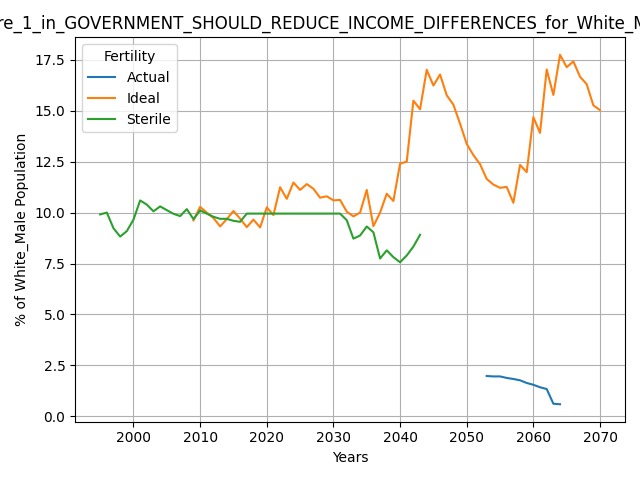 re_1_in_GOVERNMENT_SHOULD_REDUCE_INCOME_DIFFERENCES_for_White_M
Fertility
Actual
Ideal
Sterile
17.5
15.0
12.5
10.0
7.5
5.0
2.5
0.0
% of White_Male Population
2000 2010 2020 2030 2040 2050 2060 2070
Years